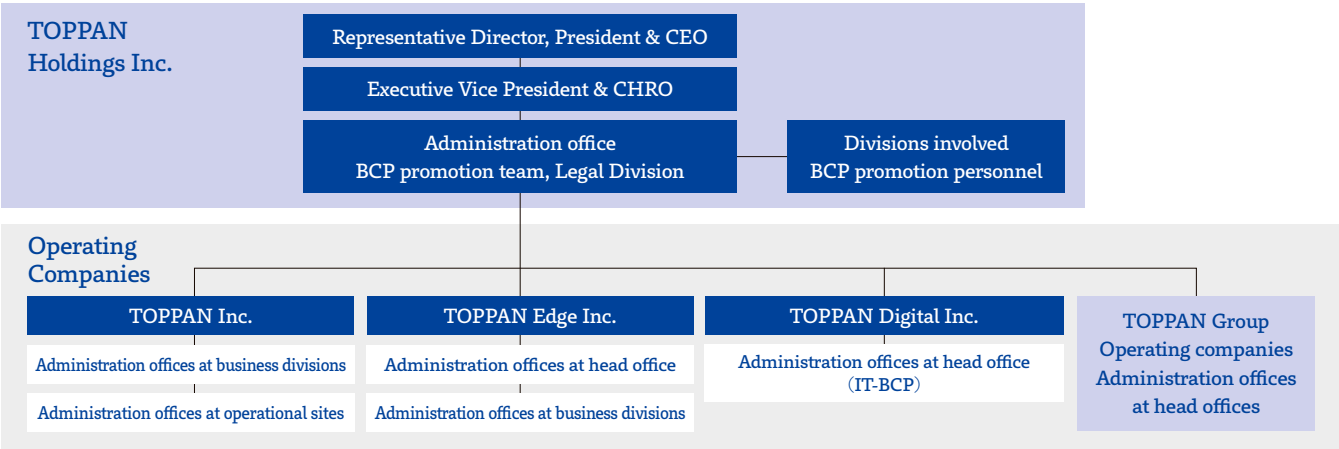 TOPPAN
Holdings Inc.
Representative Director, President & CEO
Executive Vice President & CHRO
Administration office
BCP promotion team, Legal Division
Divisions involved
BCP promotion personnel
Operating
Companies
TOPPAN Inc.
Administration offices at business divisions
Administration offices at operational sites
TOPPAN Edge Inc.
Administration offices at head office
Administration offices at business divisions
TOPPAN Digital Inc.
Administration offices at head office
（IT-BCP）
TOPPAN Group
Operating companies
Administration offices
at head offices